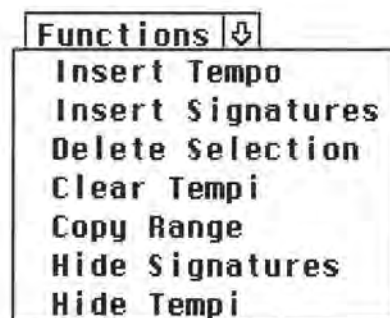 Functions
Insert Tempo
Insert Signatures
Delete Selection
Clear Tempi
Copy Range
Hide Signatures
Hide Tempi